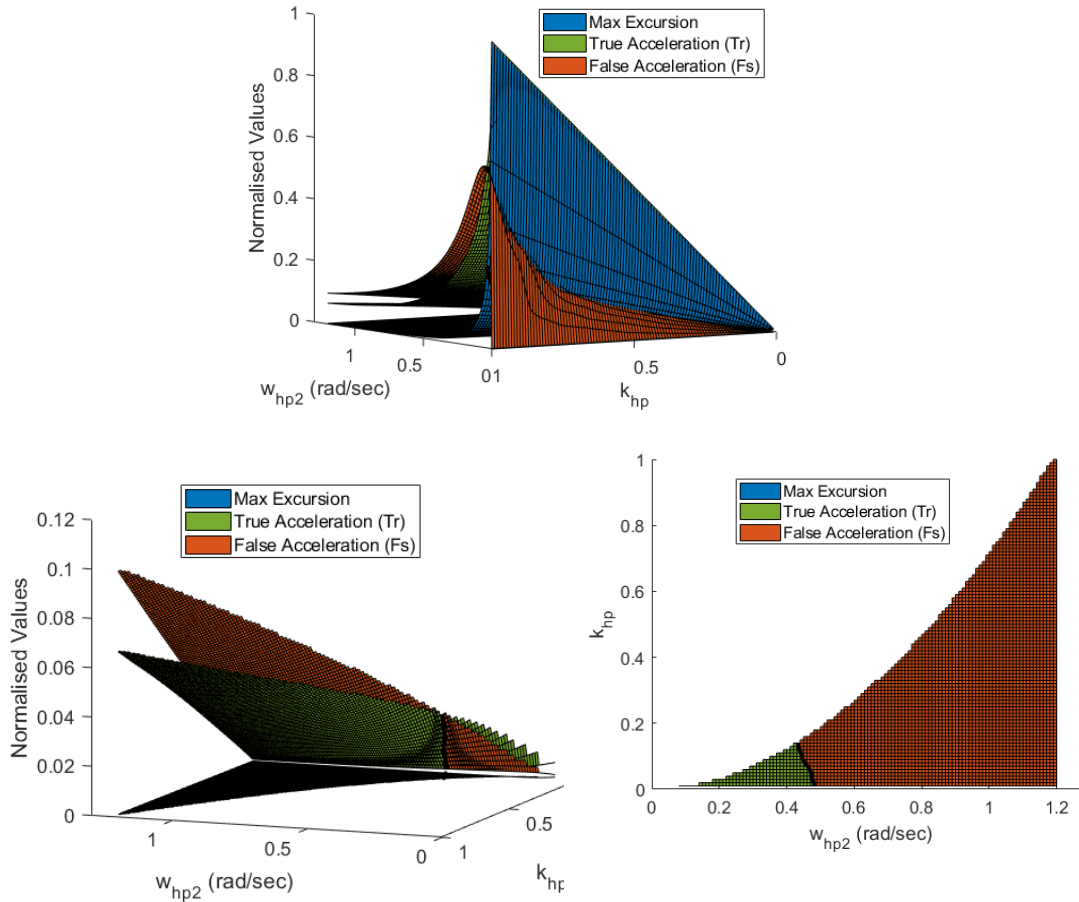 1
Max Excursion
True Acceleration (Tr)
False Acceleration (Fs)
0.8
0.6
0.4
0.2
0
Normalised Values
1
0.5
01
0.5
0
w_hp2 (rad/sec)
k_hp
Max Excursion
True Acceleration (Tr)
False Acceleration (Fs)
0.12
0.1
0.08
0.06
0.04
0.02
0
Normalised Values
1
0.5
0
1
0.5
w_hp2 (rad/sec)
k_hp
Max Excursion
True Acceleration (Tr)
False Acceleration (Fs)
1
0.8
0.6
0.4
0.2
0
k_hp
0
0.2
0.4
0.6
0.8
1
1.2
w_hp2 (rad/sec)